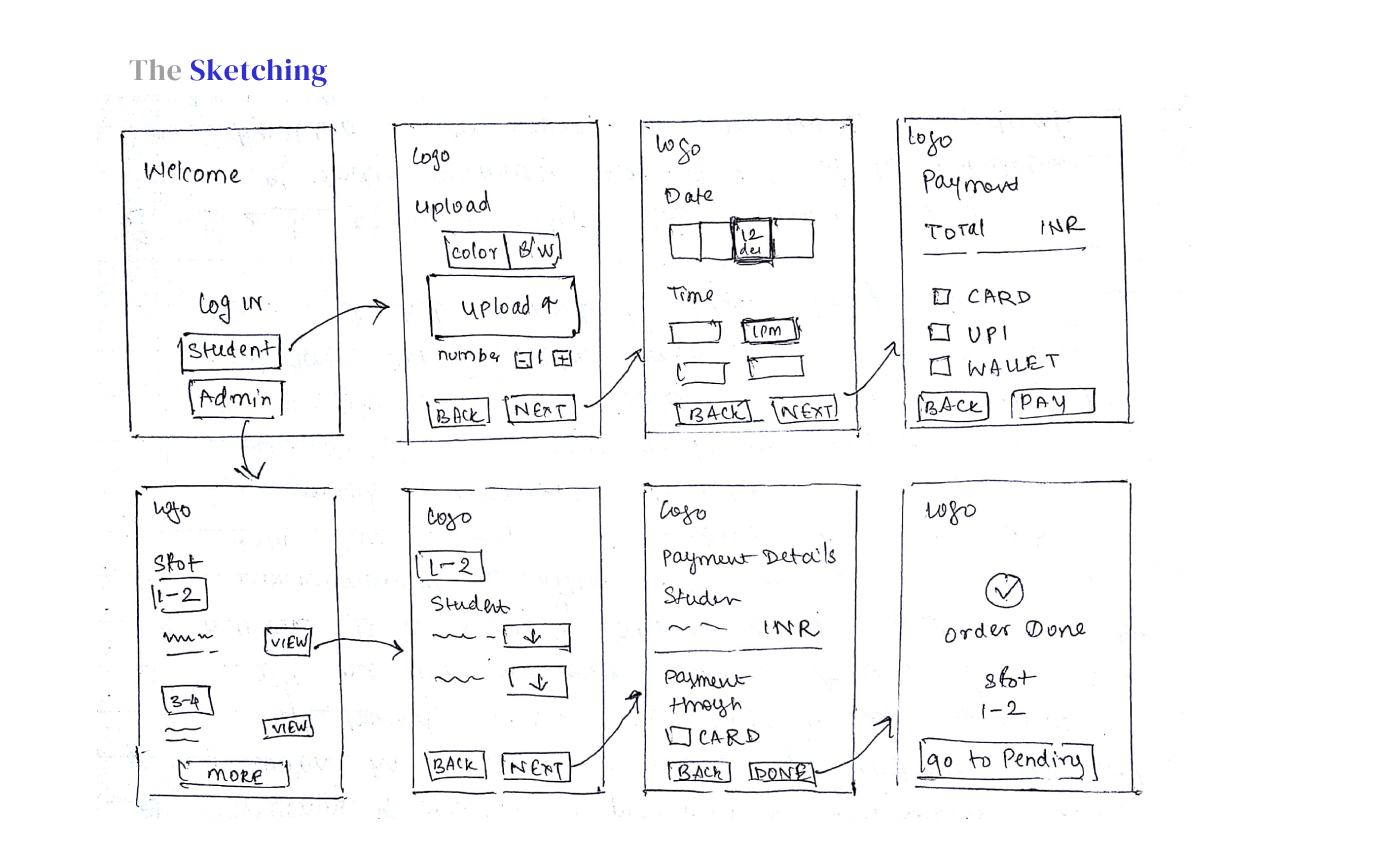 The Sketching
Welcome
Log IN
Student
Admin
Logo
Upload
Color B/W
Upload ↑
number - 1 +
BACK NEXT
Logo
Date
12
Time
1pm
BACK NEXT
Logo
Payment
Total INR
CARD
UPI
WALLET
BACK PAY
Logo
Slot
1-2
VIEW
3-4
VIEW
MORE
Logo
1-2
Student
↓
↓
BACK NEXT
Logo
Payment Details
Studen
INR
Payment
through
CARD
BACK DONE
Logo
Order Done
Slot
1-2
go to Pending